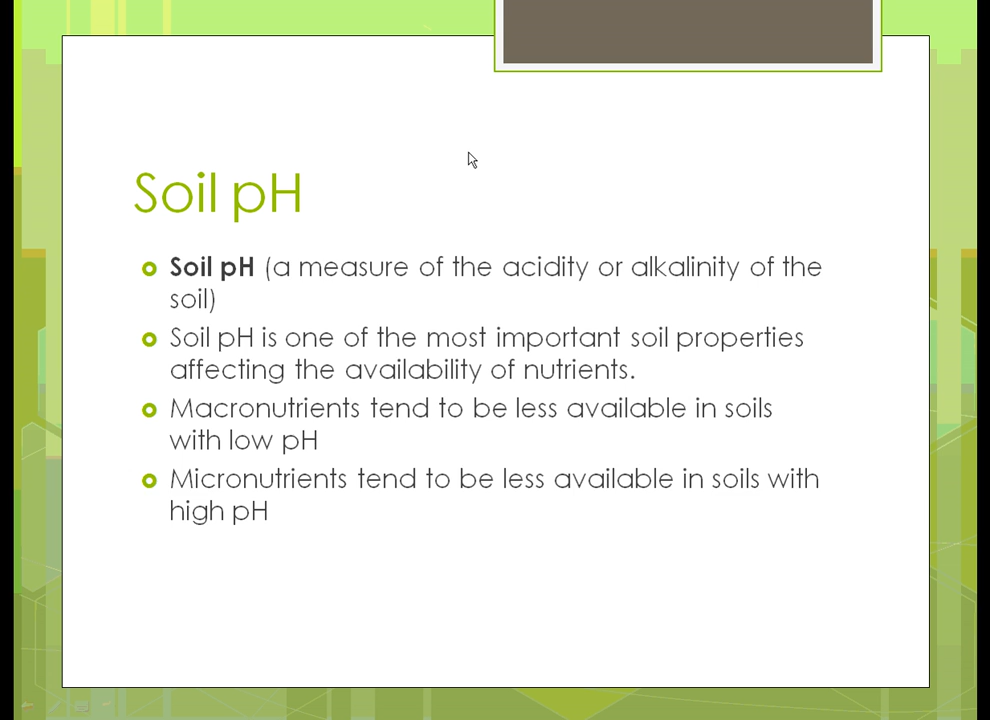 Soil pH
Soil pH (a measure of the acidity or alkalinity of the
soil)
Soil pH is one of the most important soil properties
affecting the availability of nutrients.
Macronutrients tend to be less available in soils
with low pH
Micronutrients tend to be less available in soils with
high pH